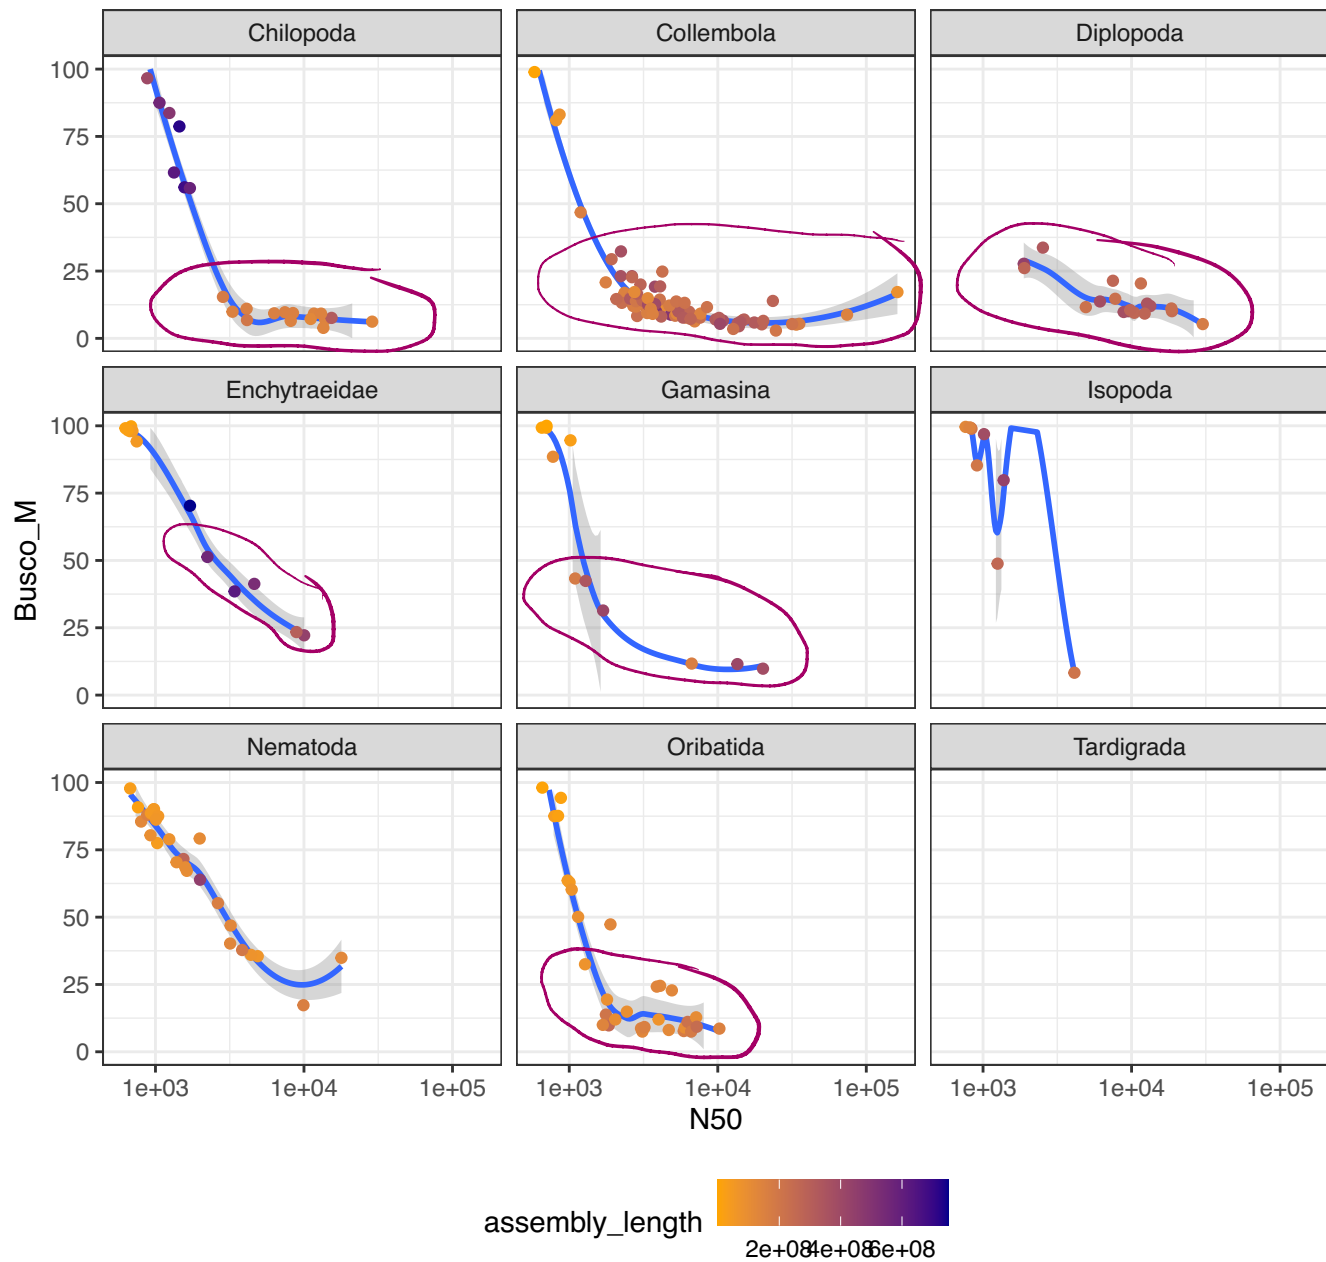 Chilopoda Collembola Diplopoda
100
75
50
25
0
Enchytraeidae Gamasina Isopoda
100
75
50
25
0
Busco_M
Nematoda Oribatida Tardigrada
100
75
50
25
0
1e+03 1e+04 1e+05 1e+03 1e+04 1e+05 1e+03 1e+04 1e+05
N50
assembly_length
2e+08 4e+08 6e+08